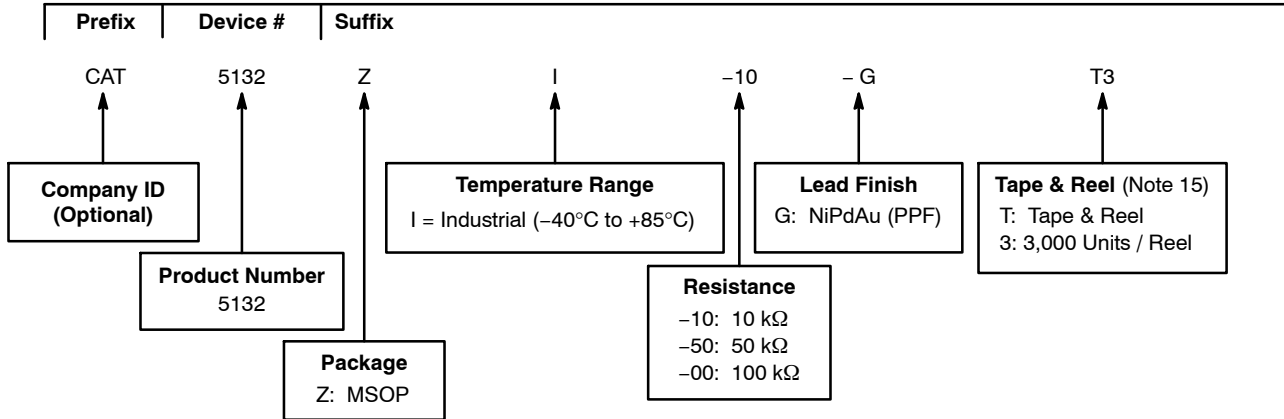 Prefix Device # Suffix
CAT 5132 Z I −10 − G T3
Company ID
(Optional)
Temperature Range
I = Industrial (−40°C to +85°C)
Lead Finish
G: NiPdAu (PPF)
Tape & Reel (Note 15)
T: Tape & Reel
3: 3,000 Units / Reel
Product Number
5132
Resistance
−10: 10 kΩ
−50: 50 kΩ
−00: 100 kΩ
Package
Z: MSOP